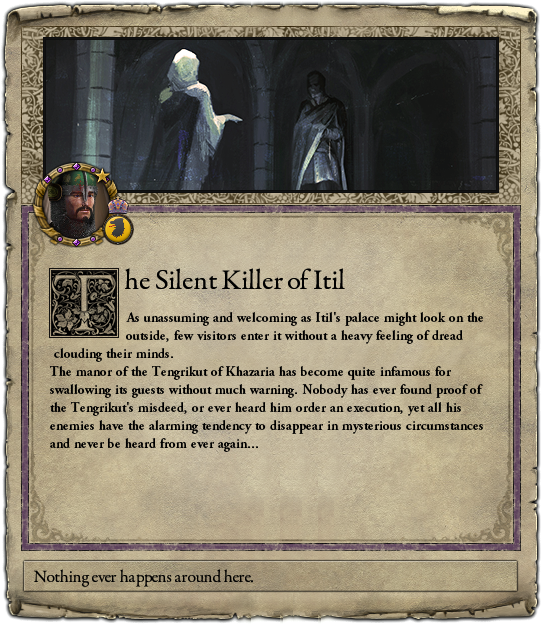 The Silent Killer of Itil
As unassuming and welcoming as Itil's palace might look on the
outside, few visitors enter it without a heavy feeling of dread
clouding their minds.
The manor of the Tengrikut of Khazaria has become quite infamous for
swallowing its guests without much warning. Nobody has ever found proof of
the Tengrikut's misdeed, or ever heard him order an execution, yet all his
enemies have the alarming tendency to disappear in mysterious circumstances
and never be heard from ever again...
Nothing ever happens around here.